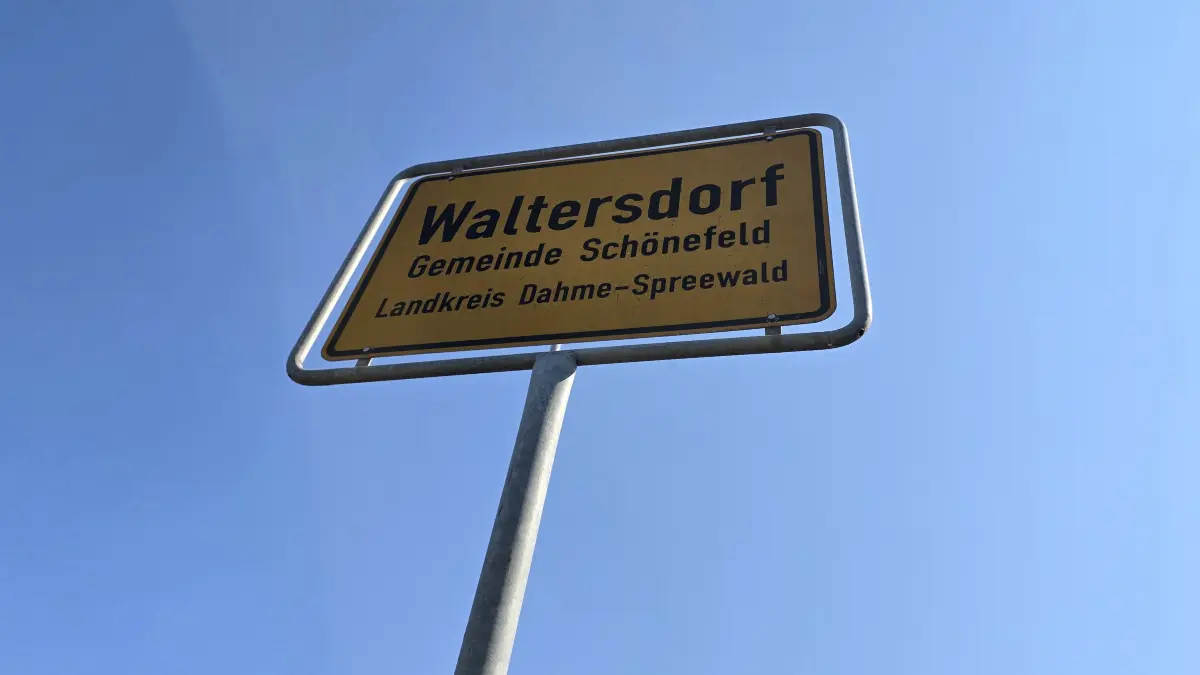 Waltersdorf
Gemeinde Schönefeld
Landkreis Dahme-Spreewald